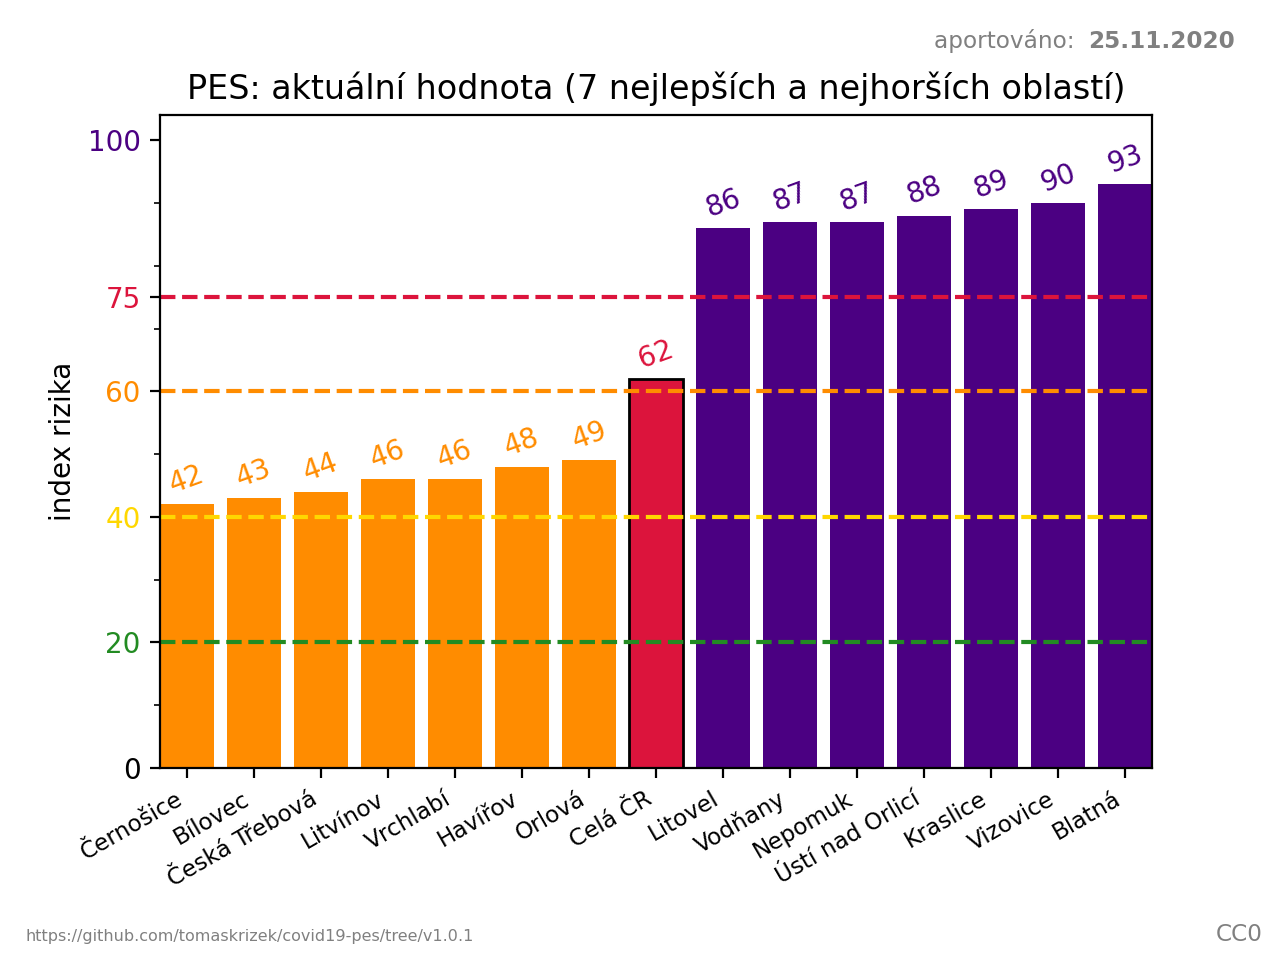 aportováno: 25.11.2020
PES: aktuální hodnota (7 nejlepších a nejhorších oblastí)
index rizika
100
75
60
40
20
0
42
43
44
46
46
48
49
62
86
87
87
88
89
90
93
Černošice
Bílovec
Česká Třebová
Litvínov
Vrchlabí
Havířov
Orlová
Celá ČR
Litovel
Vodňany
Nepomuk
Ústí nad Orlicí
Kraslice
Vizovice
Blatná
https://github.com/tomaskrizek/covid19-pes/tree/v1.0.1
CC0